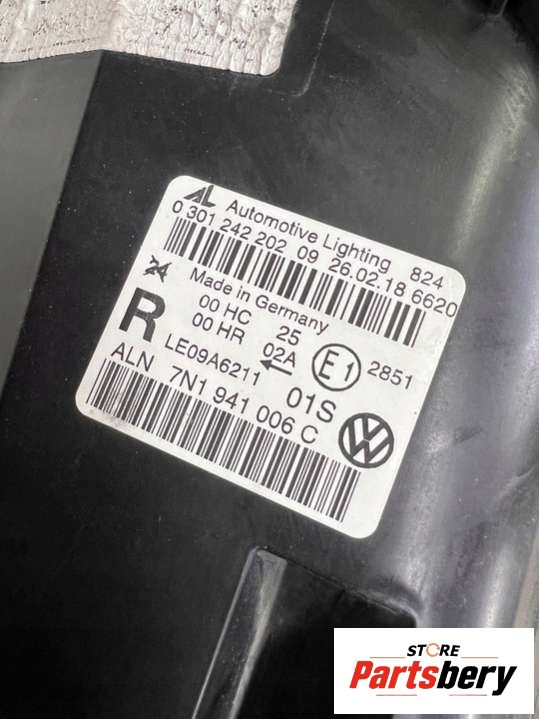 AL Automotive Lighting 824
0 301 242 202 09 26.02.18 6620
Made in Germany
R
00 HC 25
00 HR 02A
E1 2851
LE09A6211 01S
ALN 7N1 941 006 C
VW
STORE
Partsbery